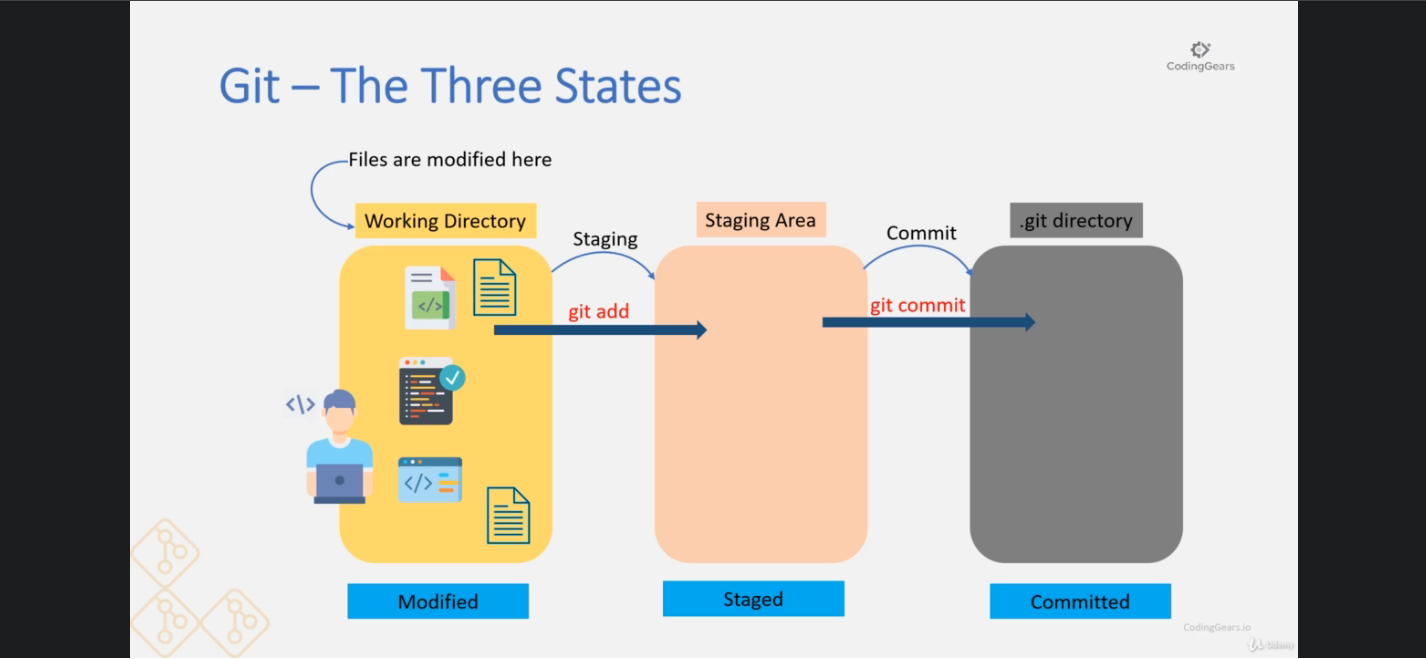 CodingGears
Git – The Three States
Files are modified here
Working Directory
Staging Area
.git directory
Staging
Commit
git add
git commit
</>
</>
</>
Modified
Staged
Committed
CodingGears.io
Udemy